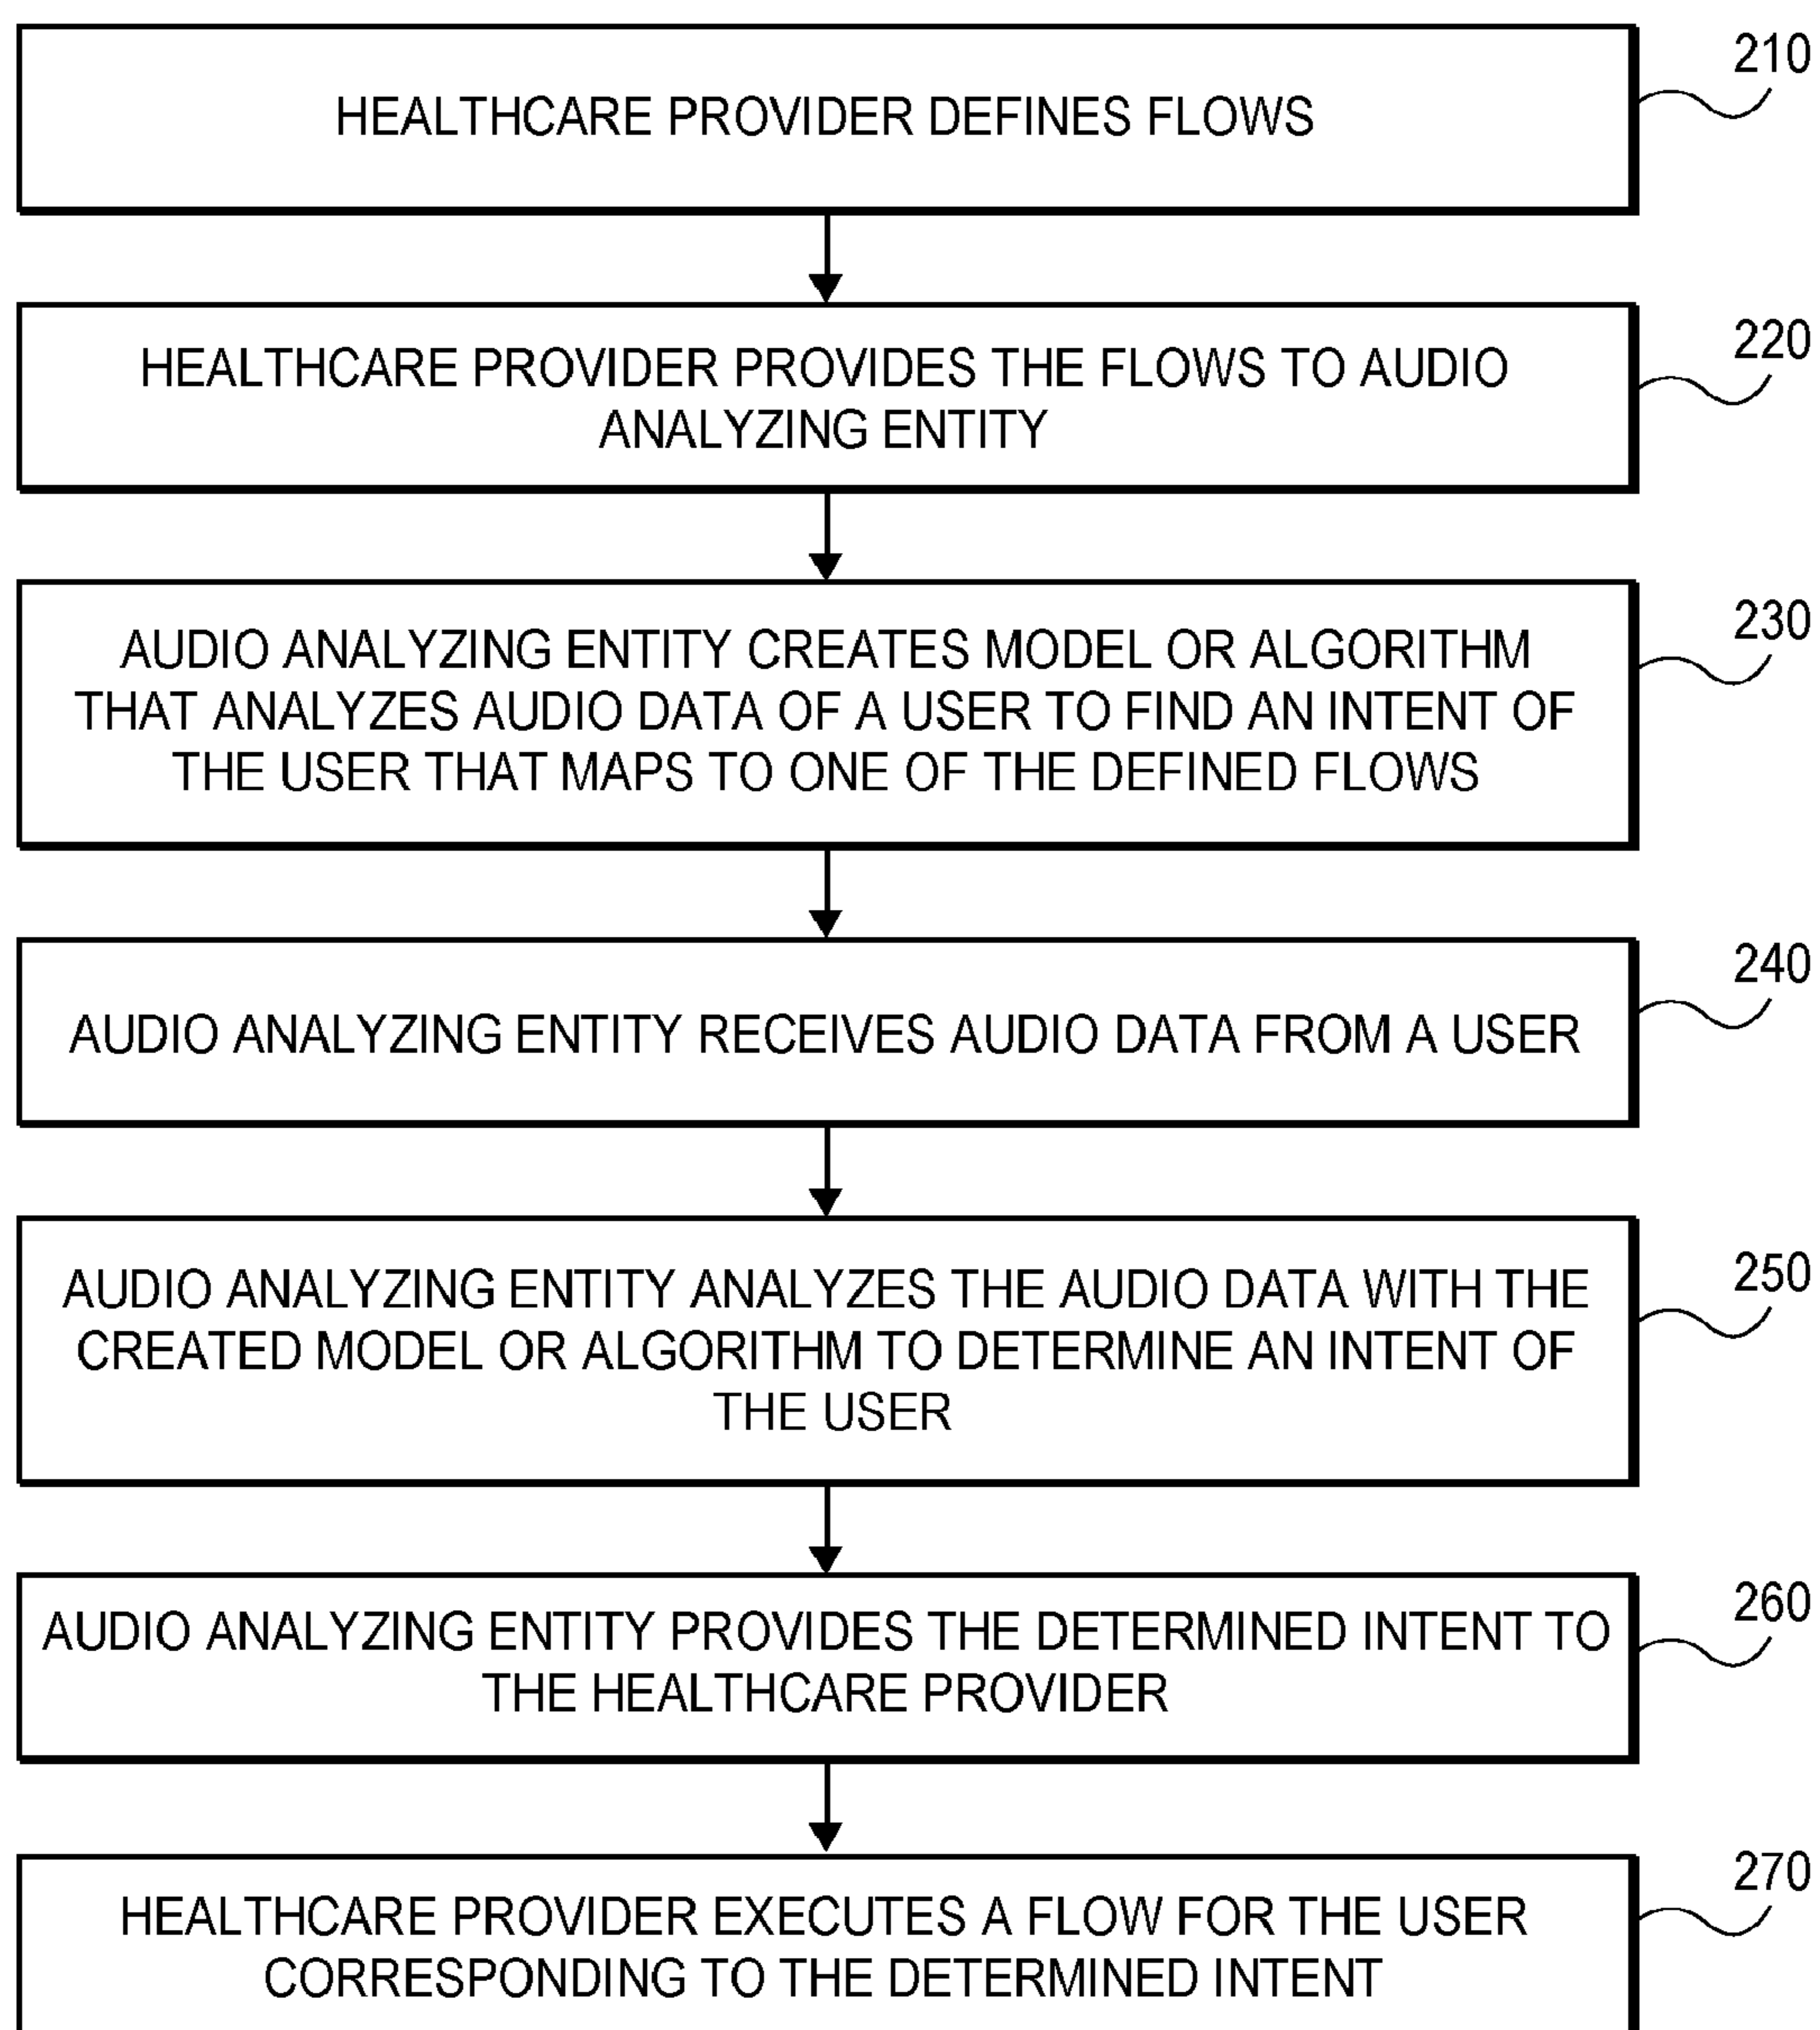 HEALTHCARE PROVIDER DEFINES FLOWS
210
HEALTHCARE PROVIDER PROVIDES THE FLOWS TO AUDIO
ANALYZING ENTITY
220
AUDIO ANALYZING ENTITY CREATES MODEL OR ALGORITHM
THAT ANALYZES AUDIO DATA OF A USER TO FIND AN INTENT OF
THE USER THAT MAPS TO ONE OF THE DEFINED FLOWS
230
AUDIO ANALYZING ENTITY RECEIVES AUDIO DATA FROM A USER
240
AUDIO ANALYZING ENTITY ANALYZES THE AUDIO DATA WITH THE
CREATED MODEL OR ALGORITHM TO DETERMINE AN INTENT OF
THE USER
250
AUDIO ANALYZING ENTITY PROVIDES THE DETERMINED INTENT TO
THE HEALTHCARE PROVIDER
260
HEALTHCARE PROVIDER EXECUTES A FLOW FOR THE USER
CORRESPONDING TO THE DETERMINED INTENT
270